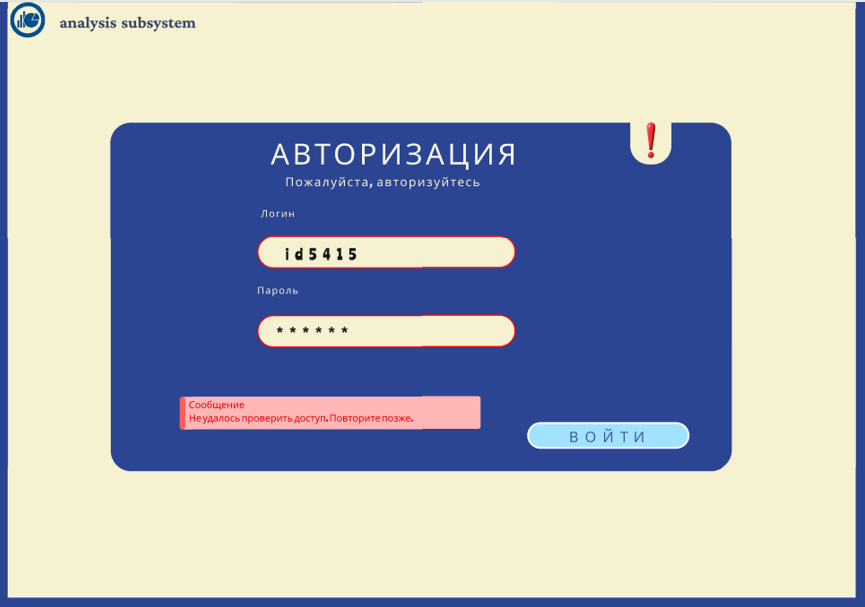 analysis subsystem
АВТОРИЗАЦИЯ
Пожалуйста, авторизуйтесь
Логин
id5415
Пароль
******
Сообщение
Не удалось проверить доступ. Повторите позже.
ВОЙТИ